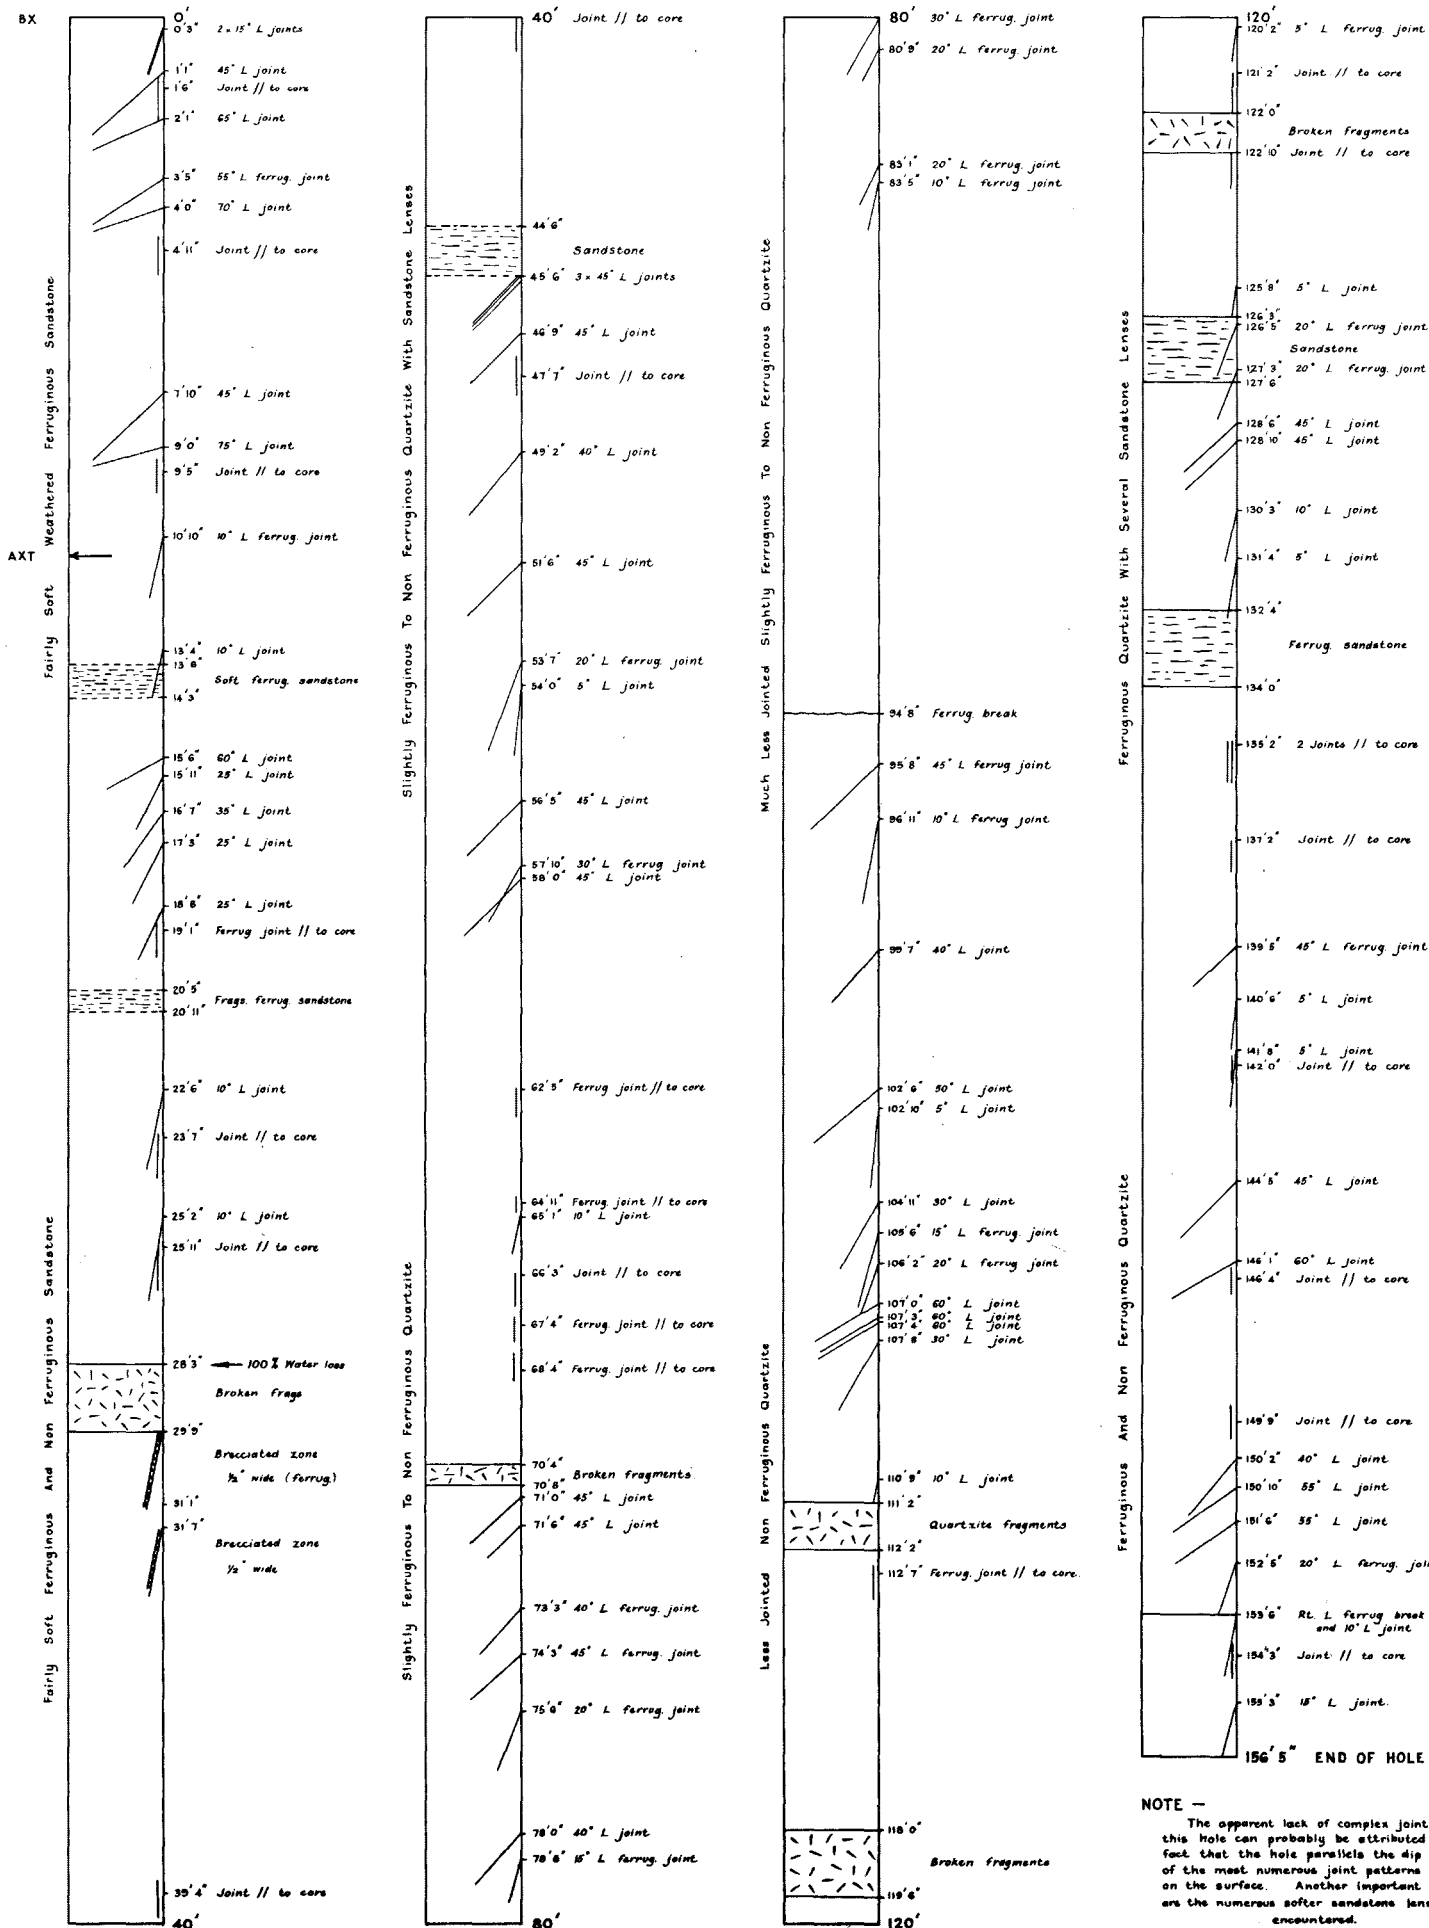 BX
0'
0'3" 2 × 15° L joints
1'1" 45° L joint
1'6" Joint // to core
2'1" 65° L joint
3'5" 55° L ferrug. joint
4'0" 70° L joint
4'11" Joint // to core
Fairly Soft Weathered Ferruginous Sandstone
7'10" 45° L joint
9'0" 75° L joint
9'5" Joint // to core
10'10" 10° L ferrug. joint
AXT
13'4" 10° L joint
13'8"
Soft ferrug. sandstone
14'3"
15'6" 60° L joint
15'11" 25° L joint
16'7" 35° L joint
17'3" 25° L joint
18'8" 25° L joint
19'1" Ferrug joint // to core
20'5"
Frags. ferrug. sandstone
20'11"
22'6" 10° L joint
23'7" Joint // to core
25'2" 10° L joint
25'11" Joint // to core
Fairly Soft Ferruginous And Non Ferruginous Sandstone
28'3" 100% Water loss
Broken frags
29'9"
Brecciated zone
½" wide (ferrug.)
31'1"
31'7"
Brecciated zone
½" wide
39'4" Joint // to core
40'
40' Joint // to core
44'6"
Sandstone
45'6" 3 × 45° L joints
46'9" 45° L joint
47'7" Joint // to core
49'2" 40° L joint
Slightly Ferruginous To Non Ferruginous Quartzite With Sandstone Lenses
51'6" 45° L joint
53'7" 20° L ferrug. joint
54'0" 5° L joint
56'5" 45° L joint
57'10" 30° L ferrug joint
58'0" 45° L joint
62'5" Ferrug joint // to core
64'11" Ferrug. joint // to core
65'1" 10° L joint
66'3" Joint // to core
67'4" Ferrug. joint // to core
68'4" Ferrug. joint // to core
Slightly Ferruginous To Non Ferruginous Quartzite
70'4"
Broken fragments
70'8"
71'0" 45° L joint
71'6" 45° L joint
73'3" 40° L ferrug. joint
74'3" 45° L ferrug. joint
75'6" 20° L ferrug. joint
78'0" 40° L joint
78'6" 15° L ferrug. joint
80'
80' 30° L ferrug. joint
80'9" 20° L ferrug. joint
83'1" 20° L ferrug. joint
83'5" 10° L ferrug joint
Much Less Jointed Slightly Ferruginous To Non Ferruginous Quartzite
94'8" Ferrug. break
95'8" 45° L ferrug joint
96'11" 10° L ferrug joint
99'7" 40° L joint
102'6" 50° L joint
102'10" 5° L joint
104'11" 30° L joint
105'6" 15° L ferrug. joint
106'2" 20° L ferrug joint
107'0" 60° L joint
107'3" 60° L joint
107'4" 60° L joint
107'8" 30° L joint
Less Jointed Non Ferruginous Quartzite
110'9" 10° L joint
111'2"
Quartzite fragments
112'2"
112'7" Ferrug. joint // to core.
118'0"
Broken fragments
119'6"
120'
120'
120'2" 5° L ferrug. joint
121'2" Joint // to core
122'0"
Broken fragments
122'10" Joint // to core
125'8" 5° L joint
126'3"
126'5" 20° L ferrug joint
Sandstone
127'3" 20° L ferrug. joint
127'6"
Ferruginous Quartzite With Several Sandstone Lenses
128'6" 45° L joint
128'10" 45° L joint
130'3" 10° L joint
131'4" 5° L joint
132'4"
Ferrug. sandstone
134'0"
135'2" 2 Joints // to core
137'2" Joint // to core
139'5" 45° L ferrug. joint
140'6" 5° L joint
141'8" 5° L joint
142'0" Joint // to core
144'5" 45° L joint
146'1" 60° L joint
146'4" Joint // to core
Ferruginous And Non Ferruginous Quartzite
149'9" Joint // to core
150'2" 40° L joint
150'10" 55° L joint
151'6" 55° L joint
152'5" 20° L ferrug. joi
153'6" Rt. L ferrug break
and 10° L joint
154'3" Joint // to core
155'3" 15° L joint.
156'5" END OF HOLE
NOTE —
The apparent lack of complex joint
this hole can probably be attributed
fact that the hole parallels the dip
of the most numerous joint patterns
on the surface. Another important
are the numerous softer sandstone lens
encountered.